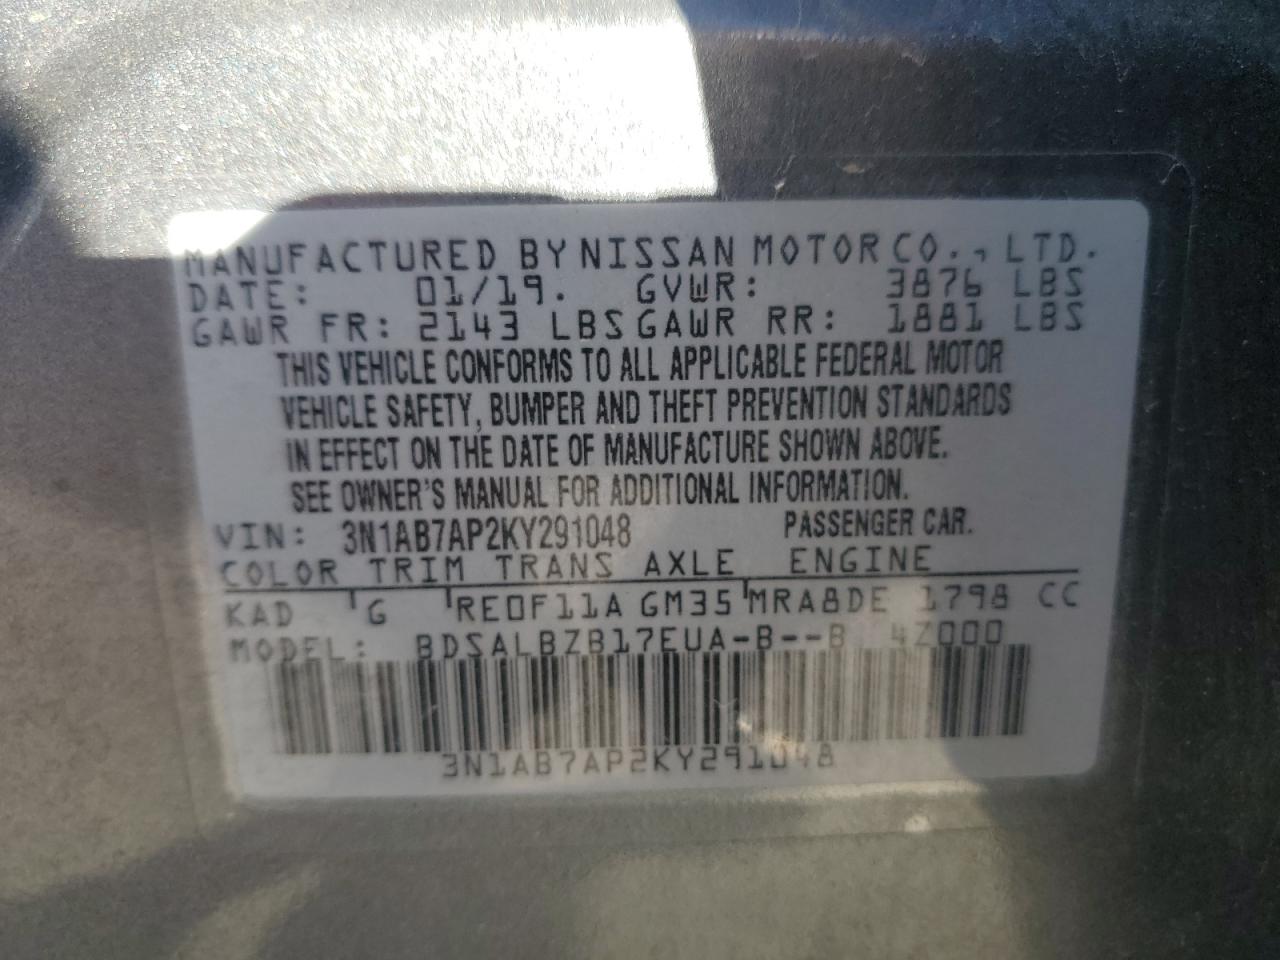 MANUFACTURED BY NISSAN MOTOR CO., LTD.
DATE: 01/19. GVWR: 3876 LBS
GAWR FR: 2143 LBS GAWR RR: 1881 LBS
THIS VEHICLE CONFORMS TO ALL APPLICABLE FEDERAL MOTOR
VEHICLE SAFETY, BUMPER AND THEFT PREVENTION STANDARDS
IN EFFECT ON THE DATE OF MANUFACTURE SHOWN ABOVE.
SEE OWNER'S MANUAL FOR ADDITIONAL INFORMATION.
VIN: 3N1AB7AP2KY291048 PASSENGER CAR.
COLOR TRIM TRANS AXLE ENGINE
KAD G RE0F11A GM35 MRA8DE 1798 CC
MODEL: BDSALBZB17EUA-B--B 4Z000
3N1AB7AP2KY291048